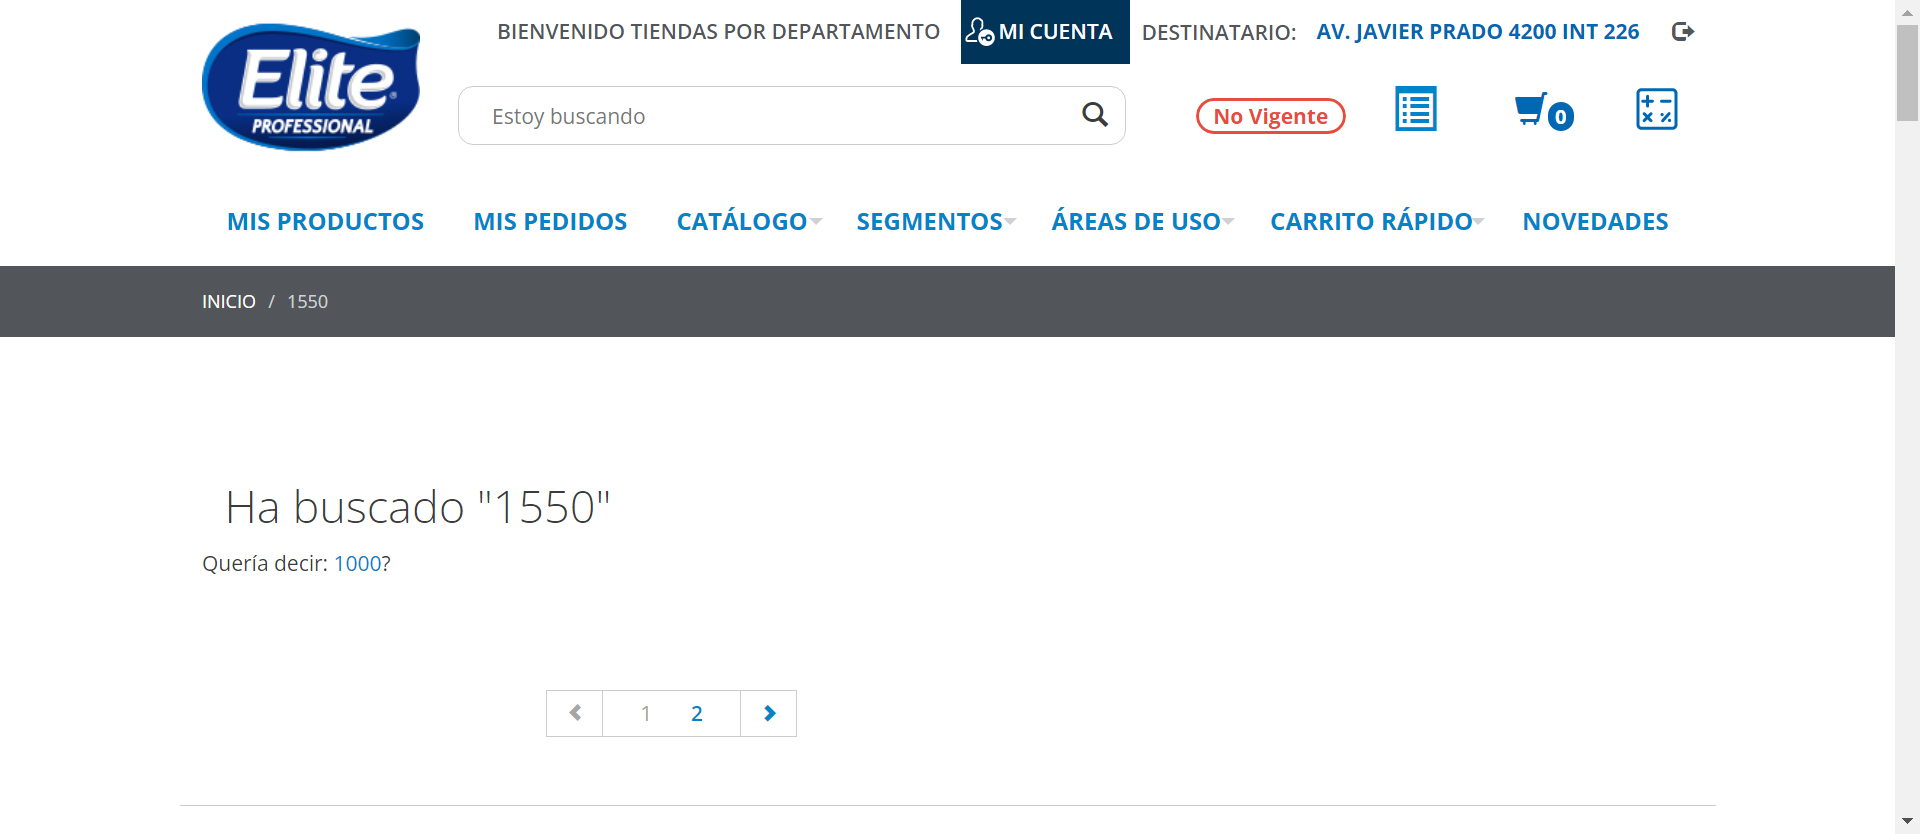 Elite
PROFESSIONAL
BIENVENIDO TIENDAS POR DEPARTAMENTO
MI CUENTA
DESTINATARIO:
AV. JAVIER PRADO 4200 INT 226
Estoy buscando
No Vigente
0
MIS PRODUCTOS
MIS PEDIDOS
CATÁLOGO
SEGMENTOS
ÁREAS DE USO
CARRITO RÁPIDO
NOVEDADES
INICIO / 1550
Ha buscado "1550"
Quería decir: 1000?
1 2